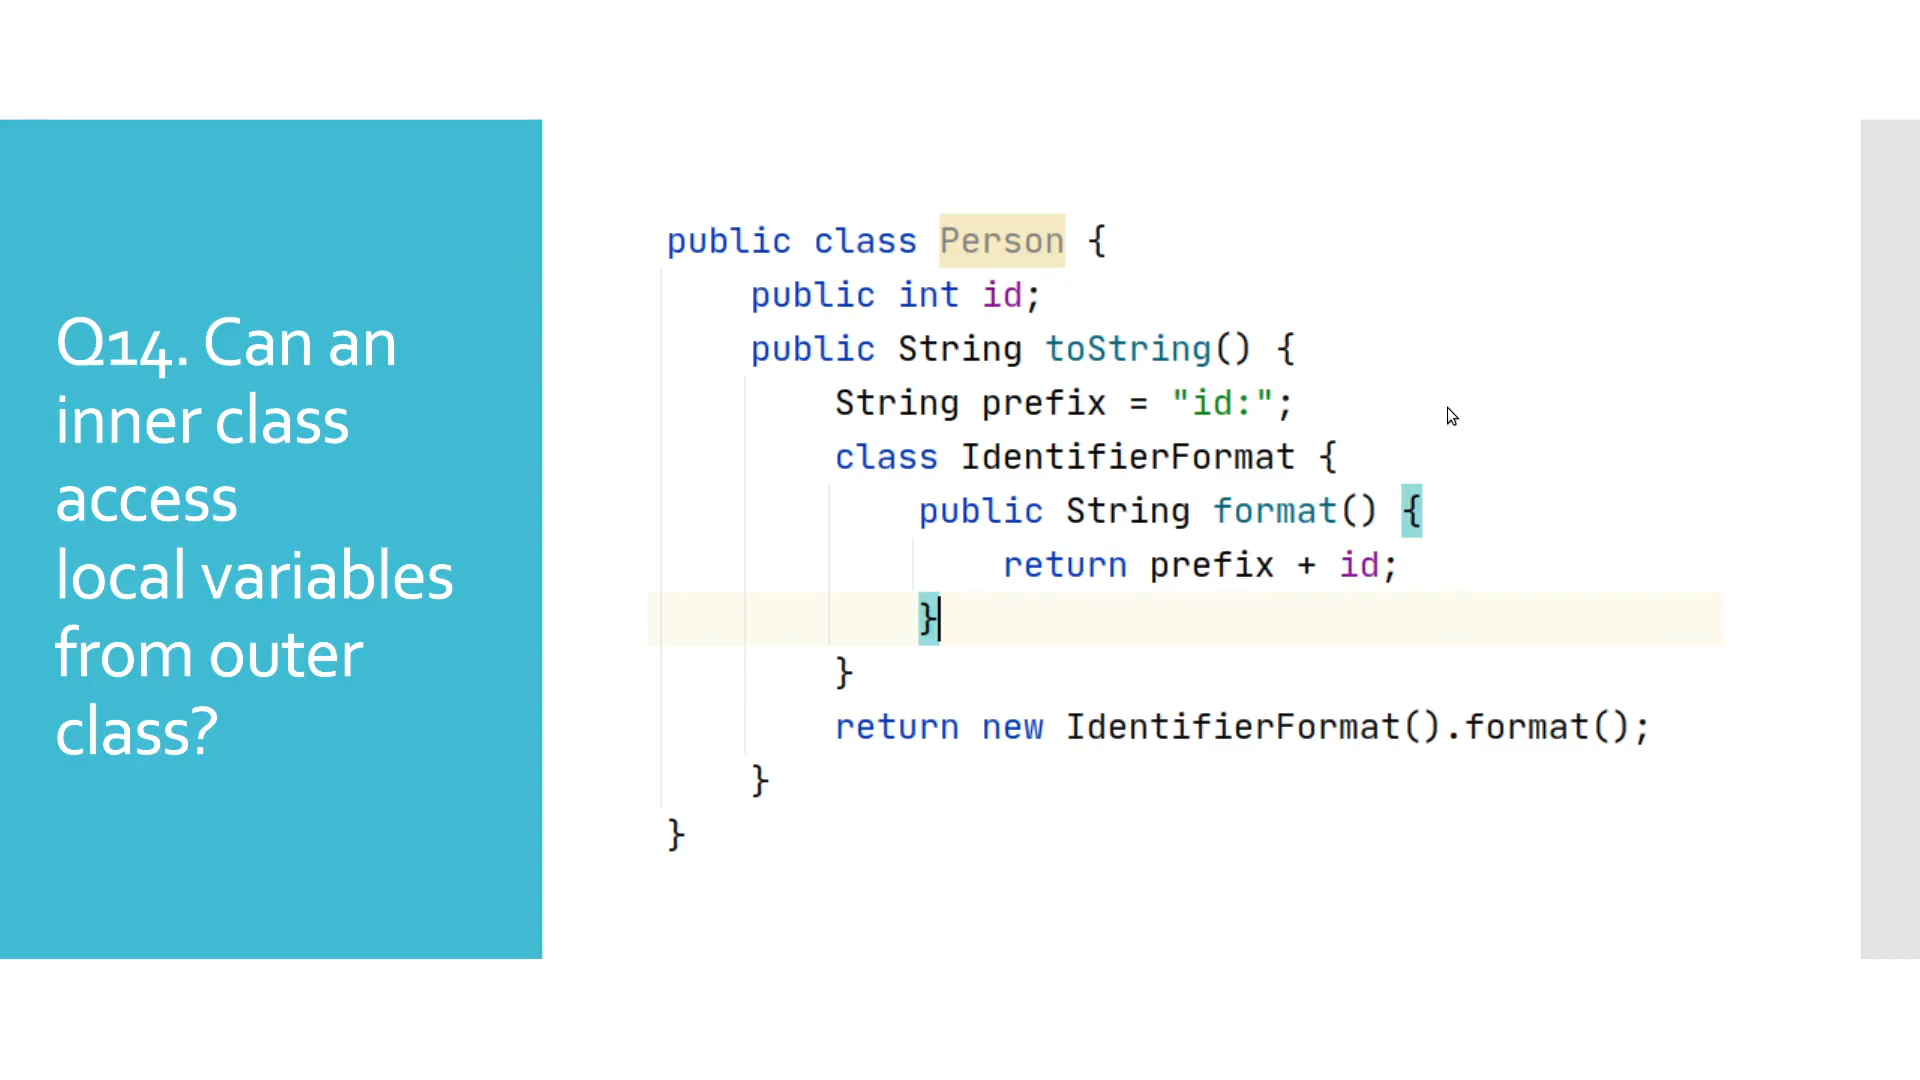 Q14. Can an
inner class
access
local variables
from outer
class?
public class Person {
public int id;
public String toString() {
String prefix = "id:";
class IdentifierFormat {
public String format() {
return prefix + id;
}
}
return new IdentifierFormat().format();
}
}